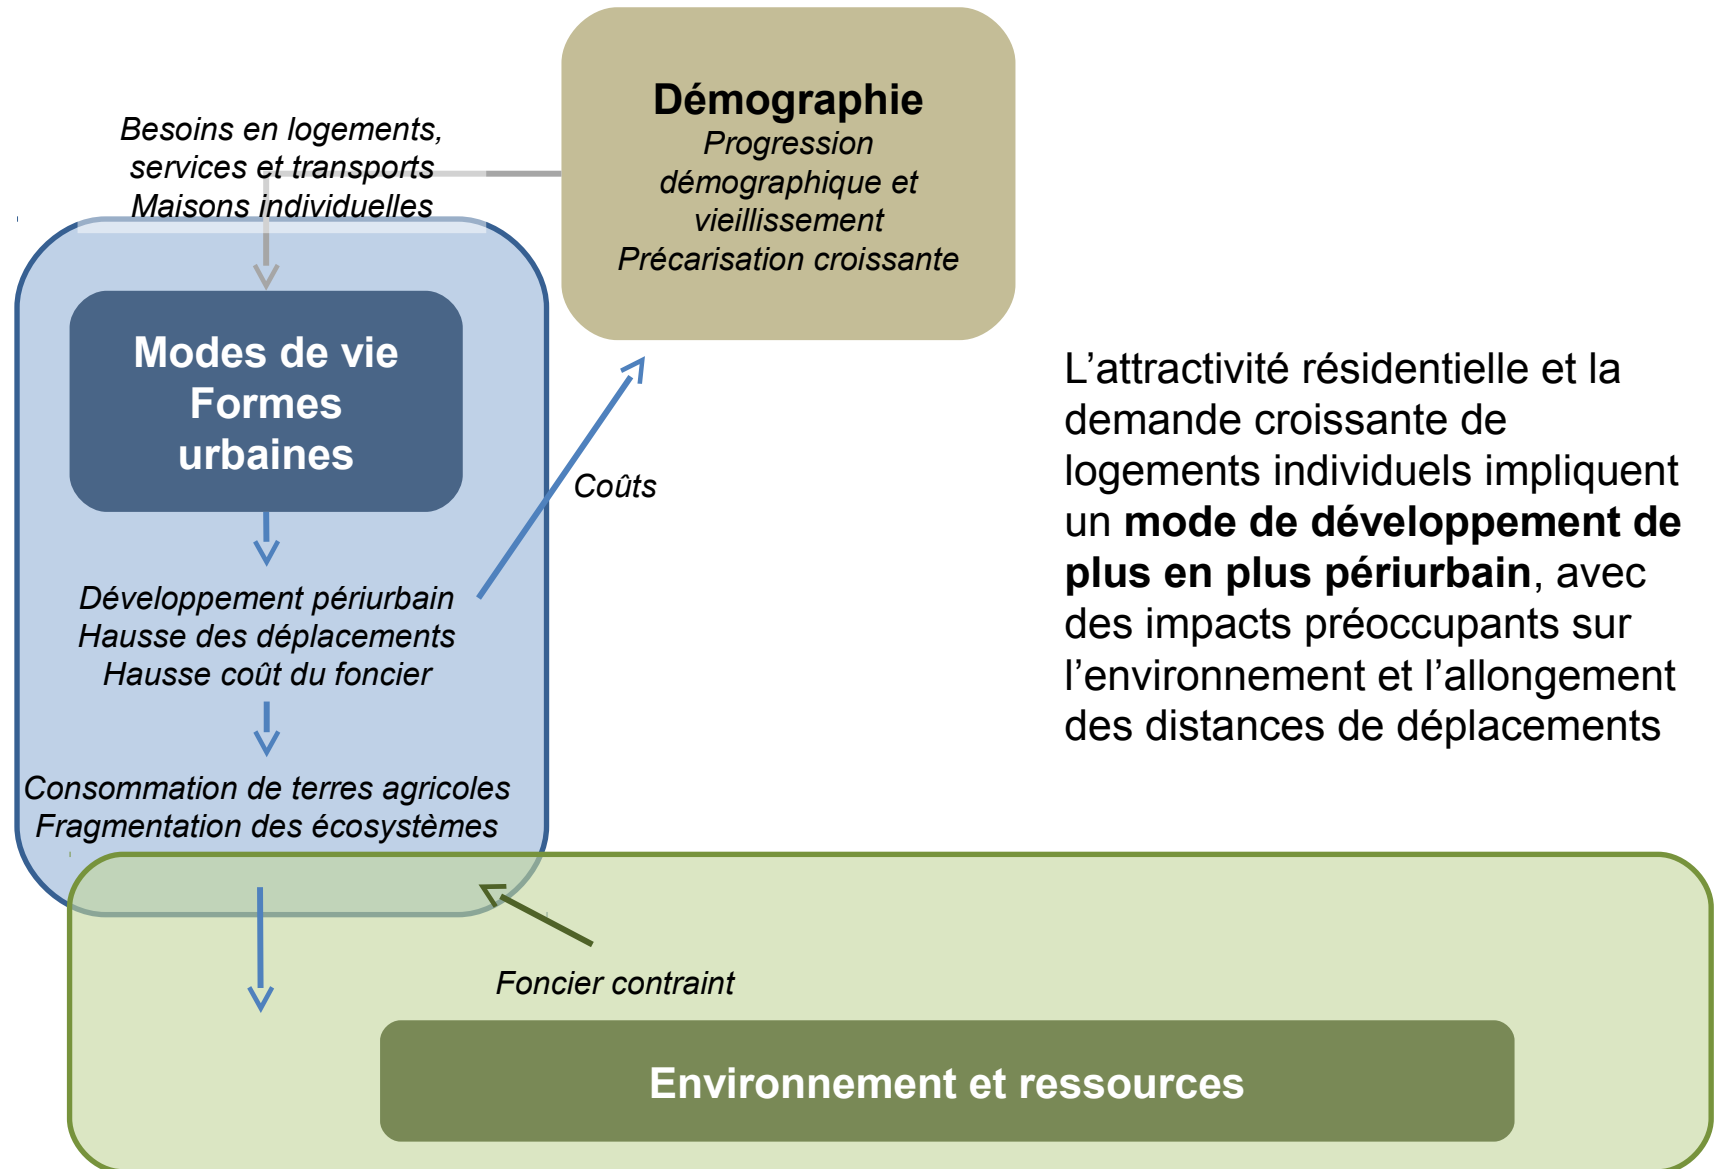 Démographie
Progression
démographique et
vieillissement
Précarisation croissante
Besoins en logements,
services et transports
Maisons individuelles
Modes de vie
Formes
urbaines
Coûts
Développement périurbain
Hausse des déplacements
Hausse coût du foncier
Consommation de terres agricoles
Fragmentation des écosystèmes
L’attractivité résidentielle et la
demande croissante de
logements individuels impliquent
un mode de développement de
plus en plus périurbain, avec
des impacts préoccupants sur
l’environnement et l’allongement
des distances de déplacements
Foncier contraint
Environnement et ressources